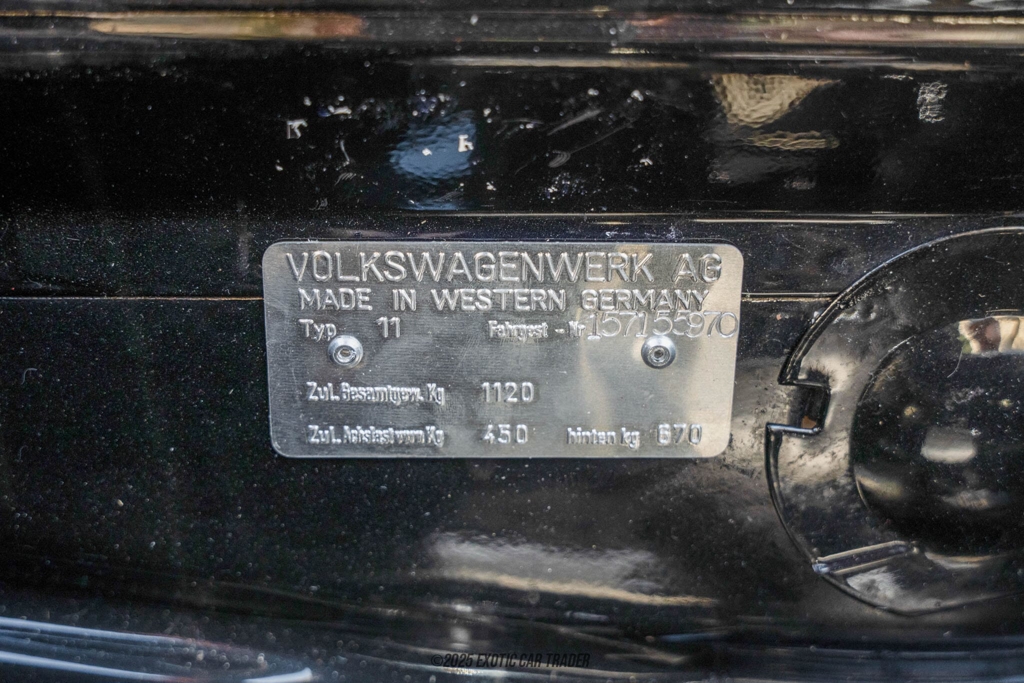 VOLKSWAGENWERK AG
MADE IN WESTERN GERMANY
Typ 11 Fahrgest - Nr. 157155970
Zul. Gesamtgew. Kg 1120
Zul. Achslast vorn Kg 450 hinten kg 670
©2025 EXOTIC CAR TRADER